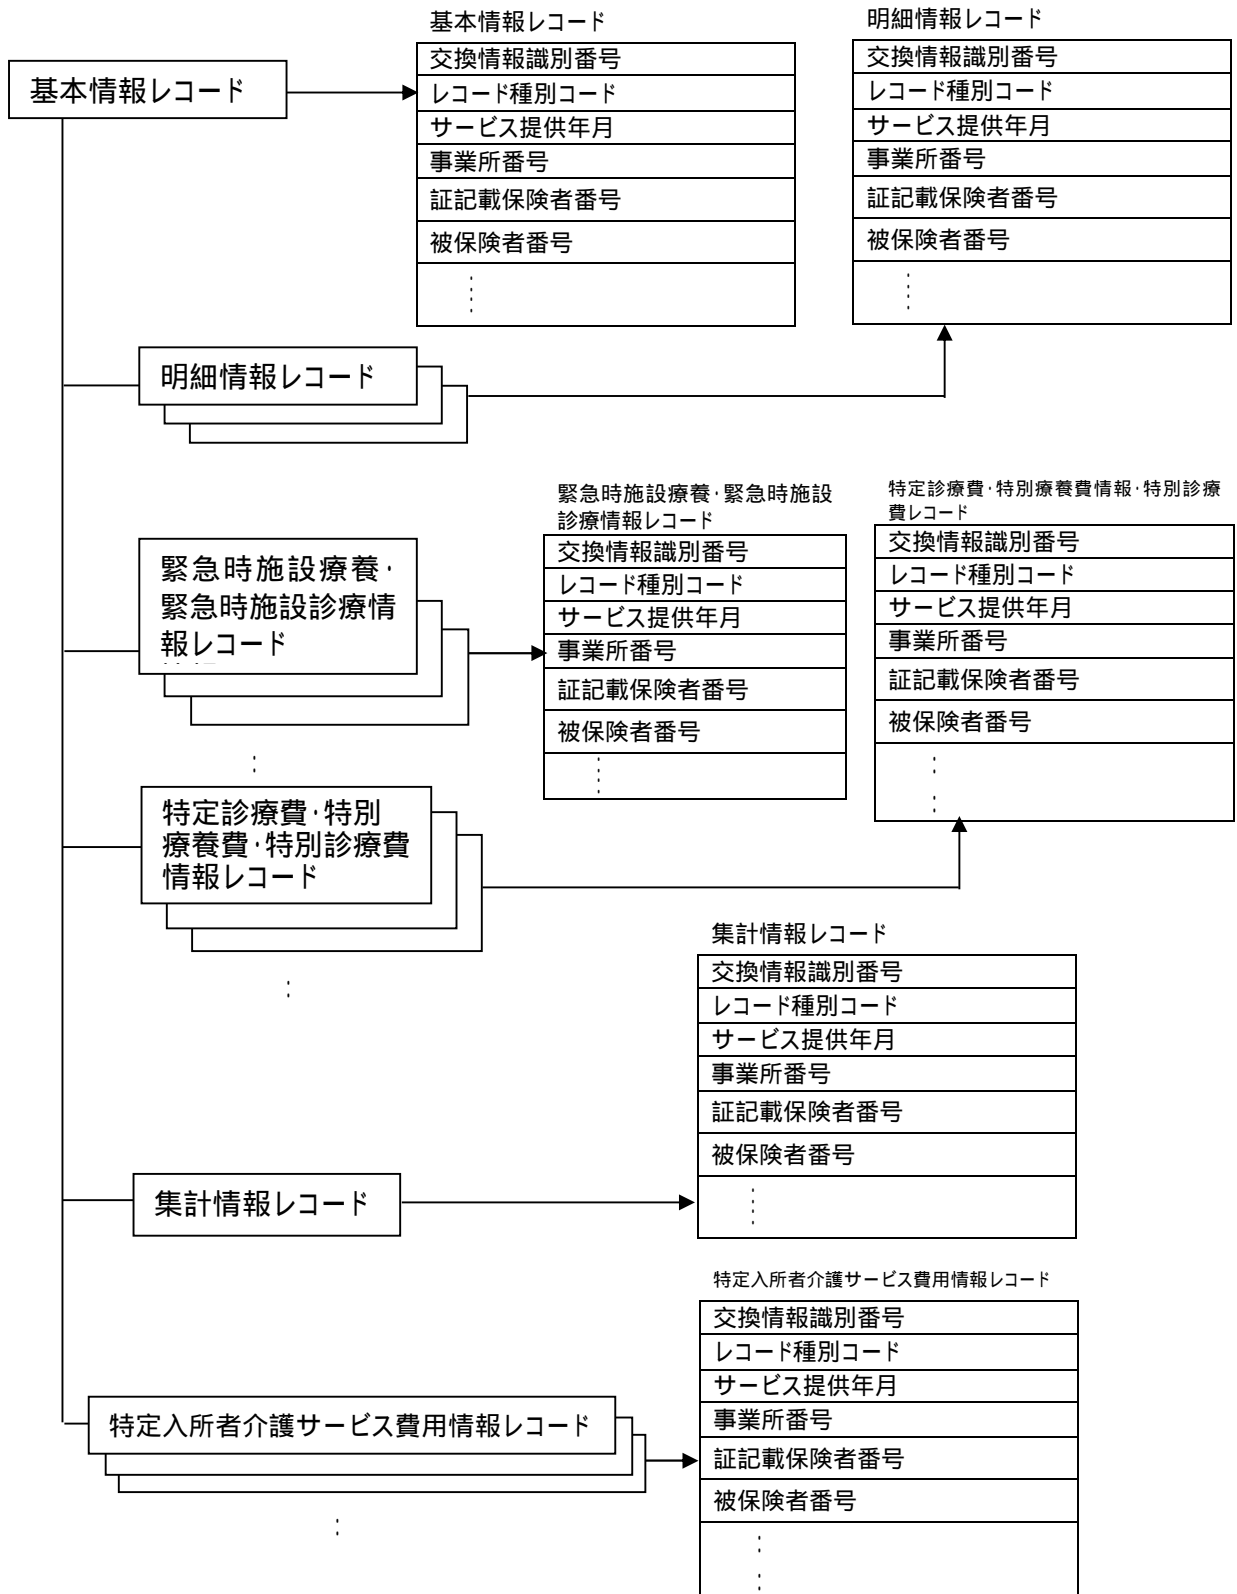 基本情報レコード
基本情報レコード
交換情報識別番号
レコード種別コード
サービス提供年月
事業所番号
証記載保険者番号
被保険者番号
明細情報レコード
交換情報識別番号
レコード種別コード
サービス提供年月
事業所番号
証記載保険者番号
被保険者番号
明細情報レコード
緊急時施設療養・
緊急時施設診療情
報レコード
緊急時施設療養・緊急時施設
診療情報レコード
交換情報識別番号
レコード種別コード
サービス提供年月
事業所番号
証記載保険者番号
被保険者番号
特定診療費・特別療養費情報・特別診療
費レコード
交換情報識別番号
レコード種別コード
サービス提供年月
事業所番号
証記載保険者番号
被保険者番号
特定診療費・特別
療養費・特別診療費
情報レコード
集計情報レコード
交換情報識別番号
レコード種別コード
サービス提供年月
事業所番号
証記載保険者番号
被保険者番号
集計情報レコード
特定入所者介護サービス費用情報レコード
交換情報識別番号
レコード種別コード
サービス提供年月
事業所番号
証記載保険者番号
被保険者番号
特定入所者介護サービス費用情報レコード